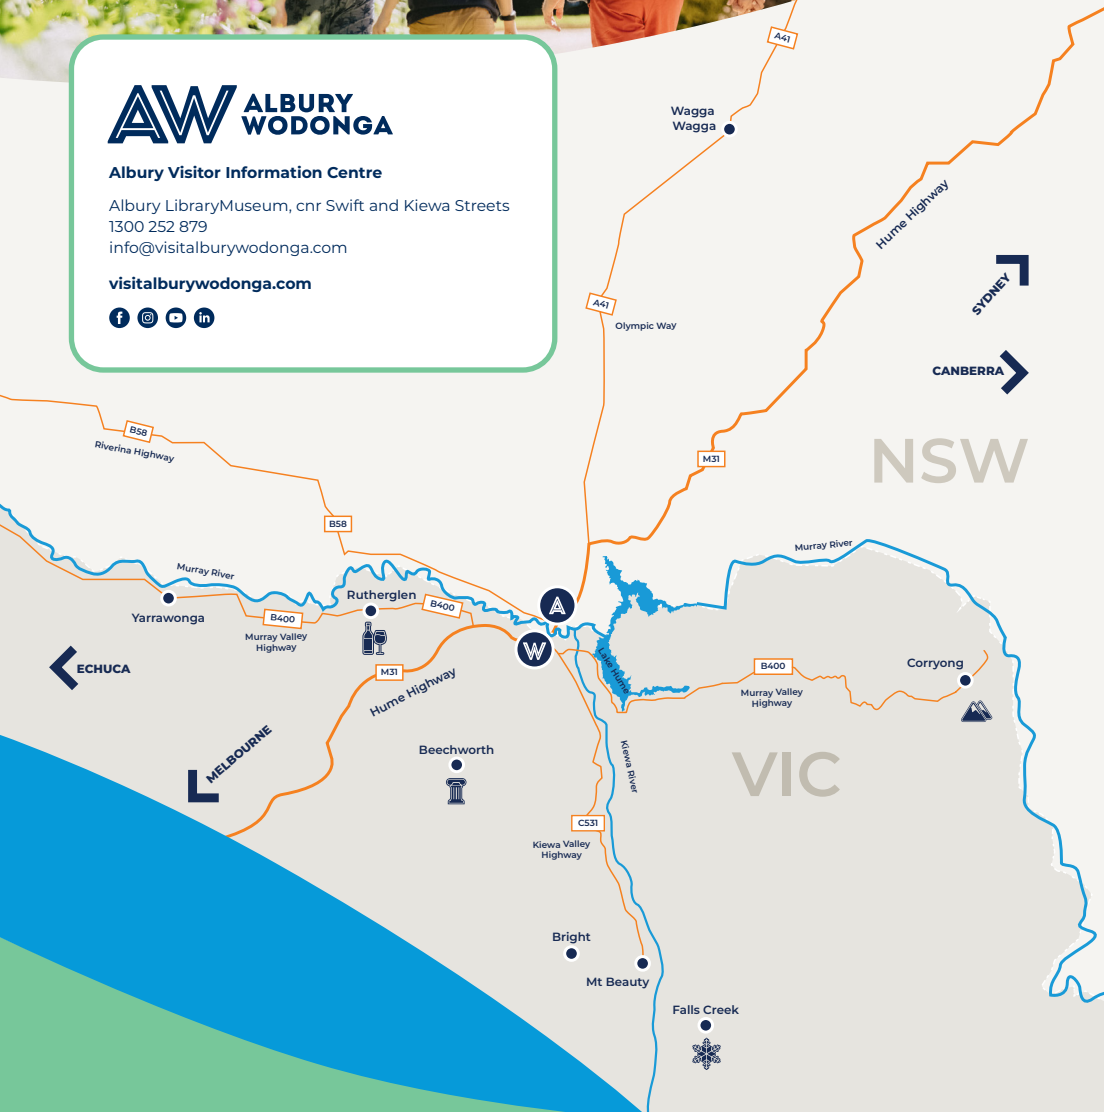 AW ALBURY
WODONGA
Albury Visitor Information Centre
Albury LibraryMuseum, cnr Swift and Kiewa Streets
1300 252 879
info@visitalburywodonga.com
visitalburywodonga.com
A41
Wagga
Wagga
Hume Highway
SYDNEY
A41
Olympic Way
CANBERRA
B58
Riverina Highway
M31
NSW
B58
Murray River
Murray River
Yarrawonga
Rutherglen
B400
B400
Murray Valley
Highway
A
W
Lake Hume
ECHUCA
M31
Hume Highway
B400
Murray Valley
Highway
Corryong
MELBOURNE
Beechworth
Kiewa River
VIC
C531
Kiewa Valley
Highway
Bright
Mt Beauty
Falls Creek